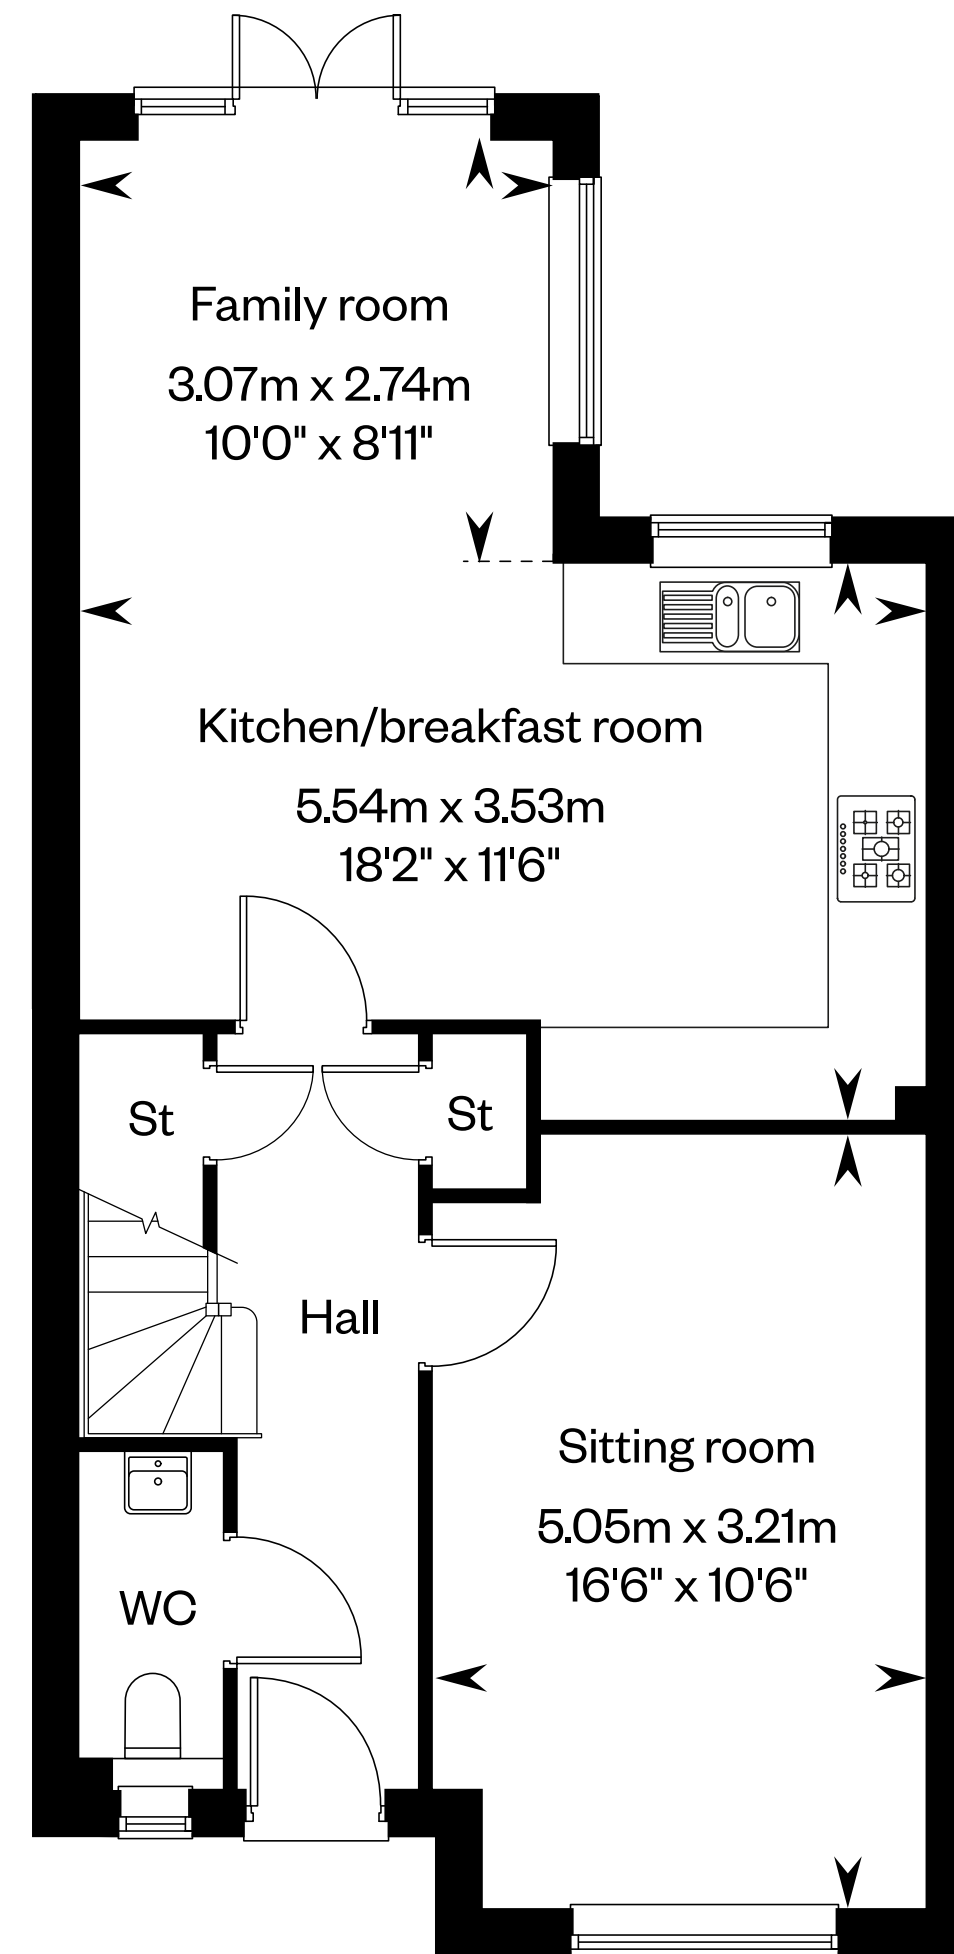 Family room
3.07m x 2.74m
10'0" x 8'11"
Kitchen/breakfast room
5.54m x 3.53m
18'2" x 11'6"
St
St
Hall
Sitting room
5.05m x 3.21m
16'6" x 10'6"
WC